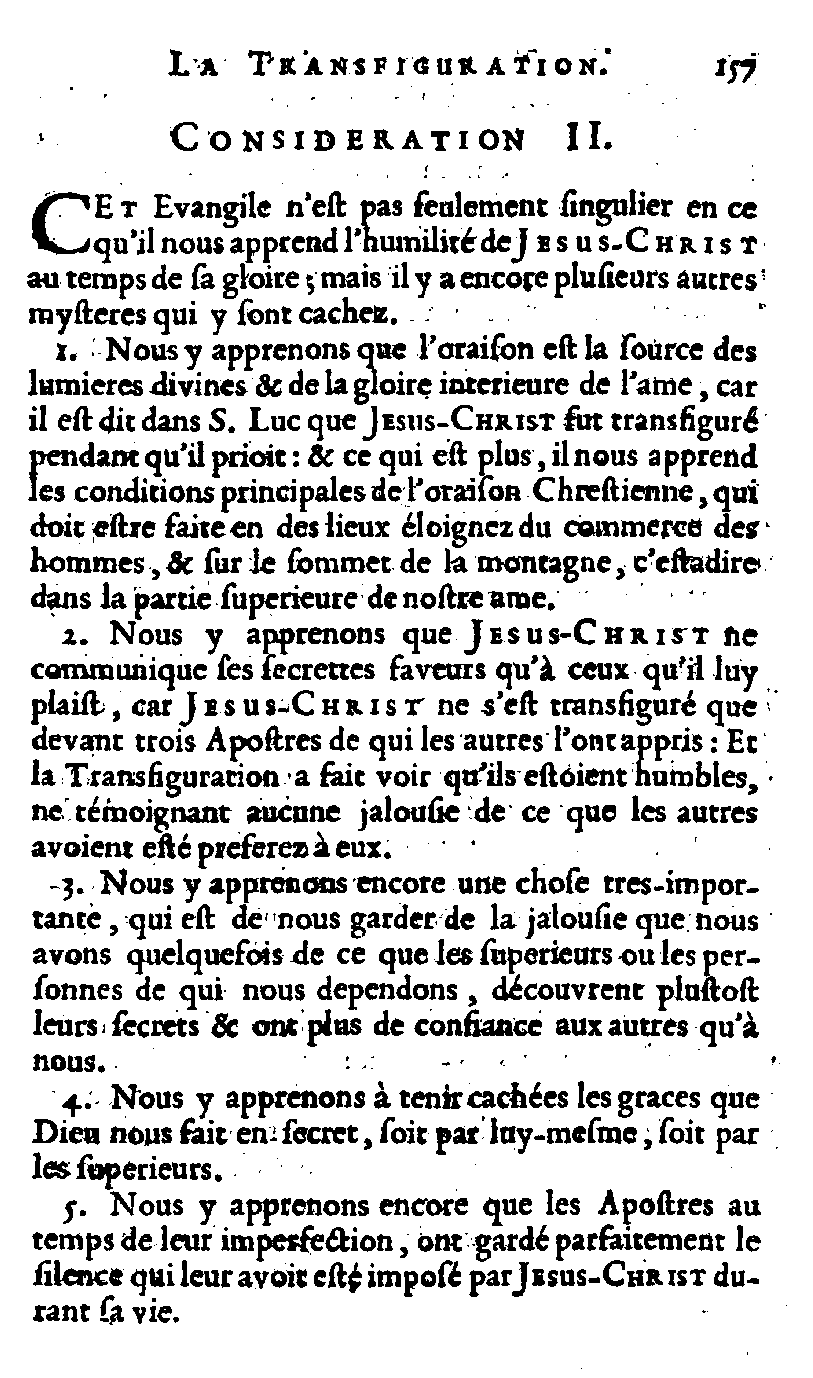 LA TRANSFIGURATION. 157
CONSIDERATION II.
CET Evangile n'eſt pas ſeulement ſingulier en ce
qu'il nous apprend l'humilité de JESUS-CHRIST
au temps de ſa gloire ; mais il y a encore pluſieurs autres
myſteres qui y ſont cachez.
1. Nous y apprenons que l'oraiſon eſt la ſource des
lumieres divines & de la gloire interieure de l'ame, car
il eſt dit dans S. Luc que JESUS-CHRIST fut transfiguré
pendant qu'il prioit : & ce qui eſt plus, il nous apprend
les conditions principales de l'oraiſon Chreſtienne, qui
doit eſtre faite en des lieux éloignez du commerce des
hommes, & ſur le ſommet de la montagne, c'eſtadire
dans la partie ſuperieure de noſtre ame.
2. Nous y apprenons que JESUS-CHRIST ne
communique ſes ſecrettes faveurs qu'à ceux qu'il luy
plaiſt, car JESUS-CHRIST ne s'eſt transfiguré que
devant trois Apoſtres de qui les autres l'ont appris : Et
la Transfiguration a fait voir qu'ils eſtoient humbles,
ne témoignant aucune jalouſie de ce que les autres
avoient eſté preferez à eux.
3. Nous y apprenons encore une choſe tres-impor-
tante, qui eſt de nous garder de la jalouſie que nous
avons quelquefois de ce que les ſuperieurs ou les per-
ſonnes de qui nous dependons, découvrent pluſtoſt
leurs ſecrets & ont plus de confiance aux autres qu'à
nous.
4. Nous y apprenons à tenir cachées les graces que
Dieu nous fait en ſecret, ſoit par luy-meſme, ſoit par
les ſuperieurs.
5. Nous y apprenons encore que les Apoſtres au
temps de leur imperfection, ont gardé parfaitement le
ſilence qui leur avoit eſté impoſé par JESUS-CHRIST du-
rant ſa vie.